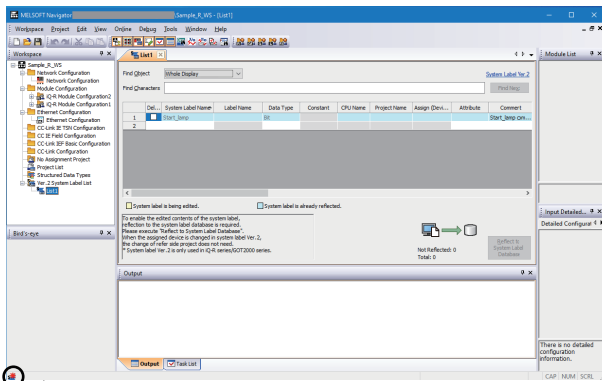 MELSOFT Navigator
Sample_R_WS - [List1]
Workspace Project Edit View Online Debug Tools Window Help
Workspace
List1
Module List
Sample_R_WS
Network Configuration
Network Configuration
Module Configuration
iQ-R Module Configuration2
iQ-R Module Configuration1
Ethernet Configuration
Ethernet Configuration
CC-Link IE TSN Configuration
CC IE Field Configuration
CC-Link IEF Basic Configuration
CC-Link Configuration
No Assignment Project
Project List
Structured Data Types
Ver.2 System Label List
List1
Find Object
Whole Display
System Label Ver.2
Find Characters
Find Next
Del... System Label Name Label Name Data Type Constant CPU Name Project Name Assign (Devi... Attribute Comment
1 Start_lamp Bit Start_lamp com...
2
System label is being edited.
System label is already reflected.
To enable the edited contents of the system label,
reflection to the system label database is required.
Please execute "Reflect to System Label Database".
When the assigned device is changed in system label Ver.2,
the change of refer side project does not need.
* System label Ver.2 is only used in iQ-R series/GOT2000 series.
Not Reflected: 0
Total: 0
Reflect to
System Label
Database
Input Detailed...
Detailed Configurat
Bird's-eye
Output
Output
Task List
There is no detailed
configuration
information.
CAP NUM SCRL